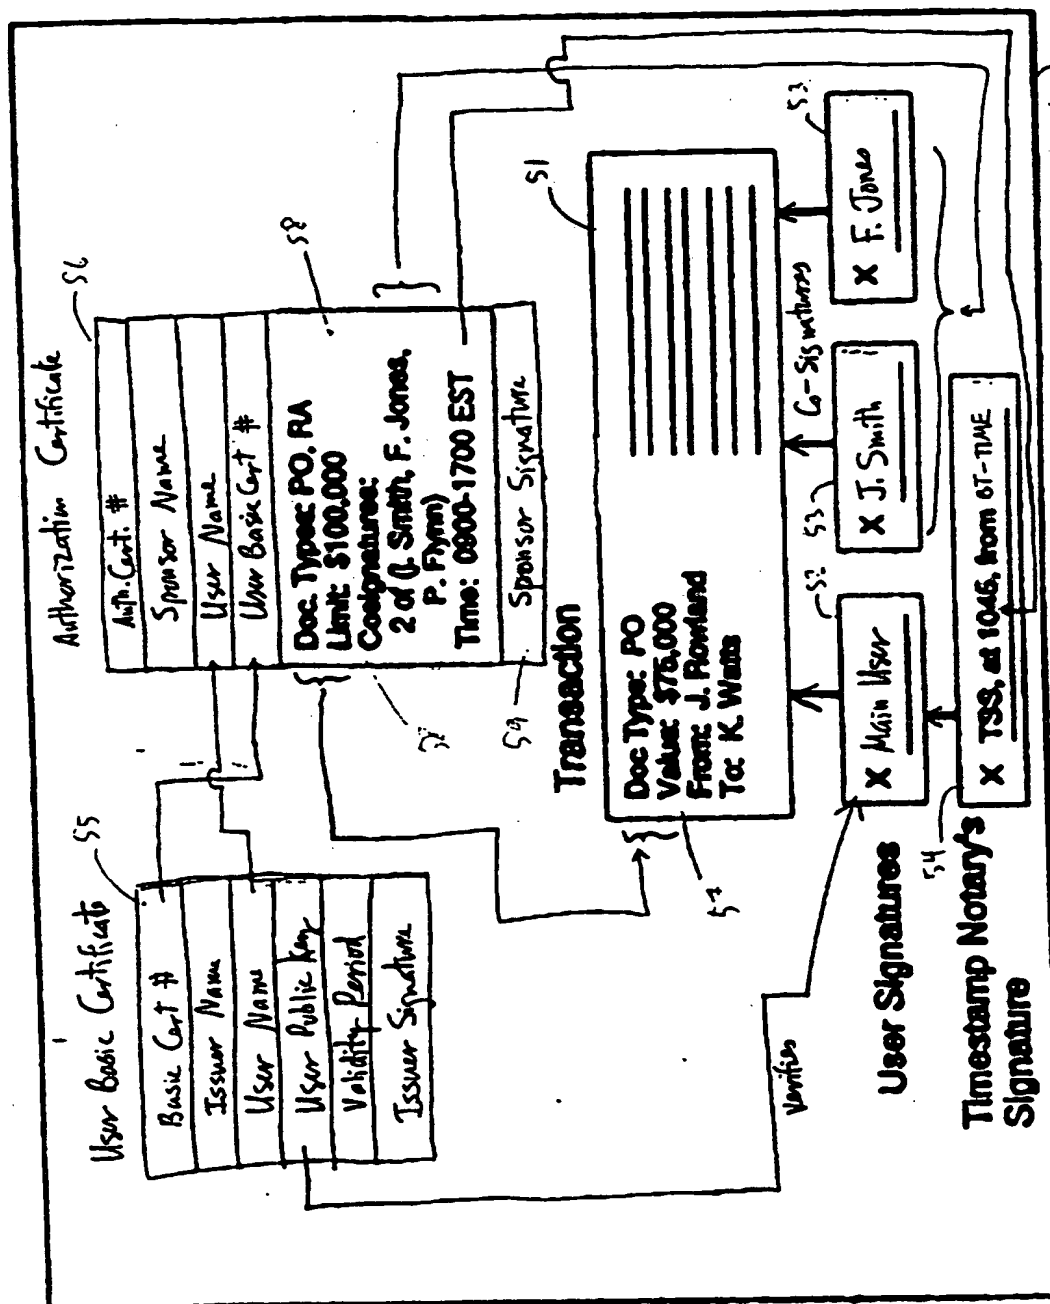 User Basic Certificate
55
Basic Cert #
Issuer Name
User Name
User Public Key
Validity Period
Issuer Signature
Authorization Certificate
56
Auth. Cert. #
Sponsor Name
User Name
User Basic Cert #
Doc. Types: PO, RA
Limit: $100,000
Cosignatures:
2 of (J. Smith, F. Jones,
P. Flynn)
Time: 0900-1700 EST
58
58
Sponsor Signature
59
Transaction
51
Doc Type: PO
Value: $75,000
From: J. Rowland
To: K. Watts
57
verifies
User Signatures
X Main User
52
Co-Signatures
X J. Smith
53
X F. Jones
53
Timestamp Notary's
Signature
54
X TSS, at 1046, from BT-TIME